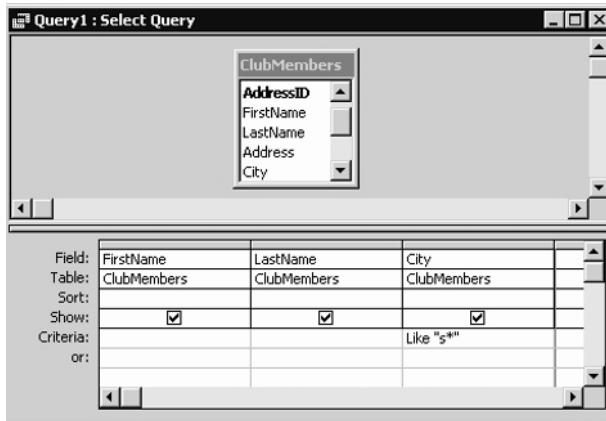 Query1 : Select Query
ClubMembers
AddressID
FirstName
LastName
Address
City
Field: FirstName LastName City
Table: ClubMembers ClubMembers ClubMembers
Sort:
Show:
Criteria: Like "s*"
or: